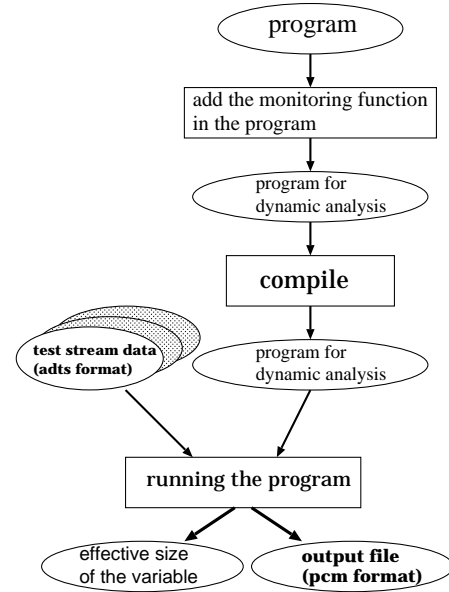 program
add the monitoring function
in the program
program for
dynamic analysis
compile
test stream data
(adts format)
program for
dynamic analysis
running the program
effective size
of the variable
output file
(pcm format)